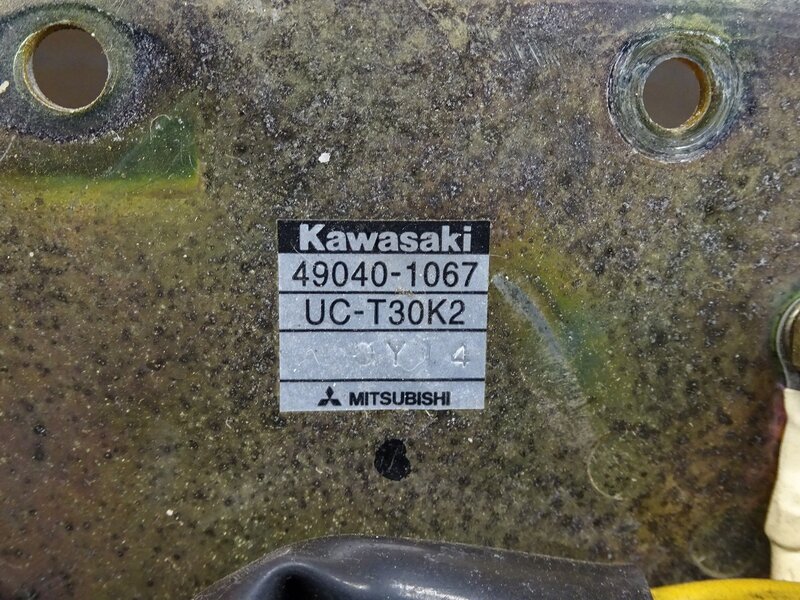 Kawasaki
49040-1067
UC-T30K2
MITSUBISHI